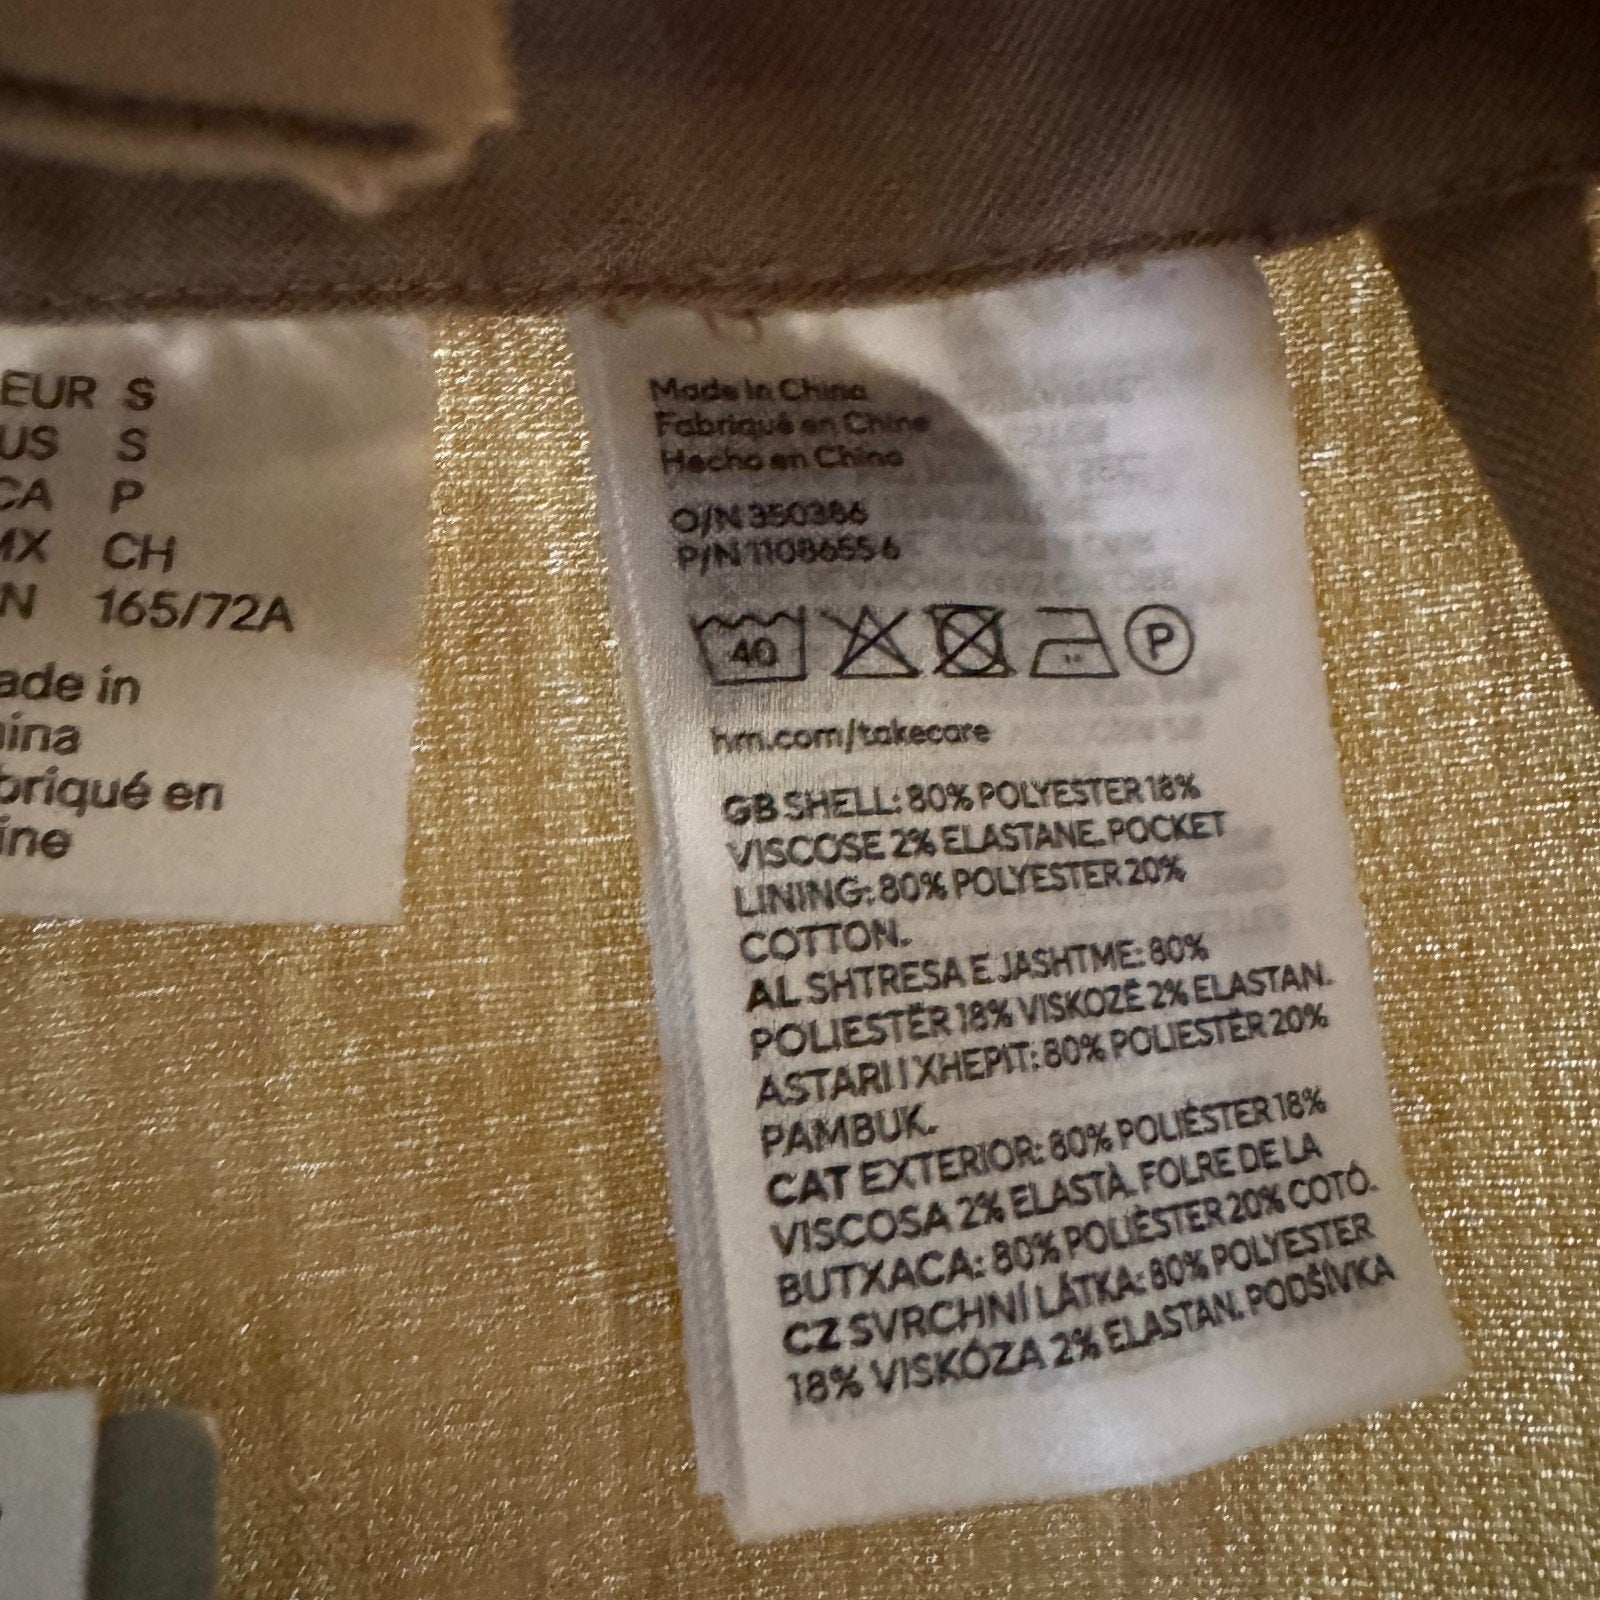 EUR S
US S
CA P
MX CH
N 165/72A
ade in
ina
briqué en
ine
Made in China
Fabriqué en Chine
Hecho en China
O/N 350386
P/N 1108655 6
40
P
hm.com/takecare
GB SHELL: 80% POLYESTER 18%
VISCOSE 2% ELASTANE. POCKET
LINING: 80% POLYESTER 20%
COTTON.
AL SHTRESA E JASHTME: 80%
POLIESTËR 18% VISKOZË 2% ELASTAN.
ASTARI I XHEPIT: 80% POLIESTËR 20%
PAMBUK.
CAT EXTERIOR: 80% POLIÈSTER 18%
VISCOSA 2% ELASTÀ. FOLRE DE LA
BUTXACA: 80% POLIÈSTER 20% COTÓ.
CZ SVRCHNÍ LÁTKA: 80% POLYESTER
18% VISKÓZA 2% ELASTAN. PODŠÍVKA